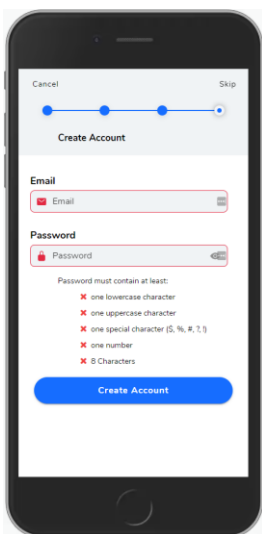 Cancel Skip
Create Account
Email
Email
Password
Password
Password must contain at least:
one lowercase character
one uppercase character
one special character ($, %, #, ?, !)
one number
8 Characters
Create Account